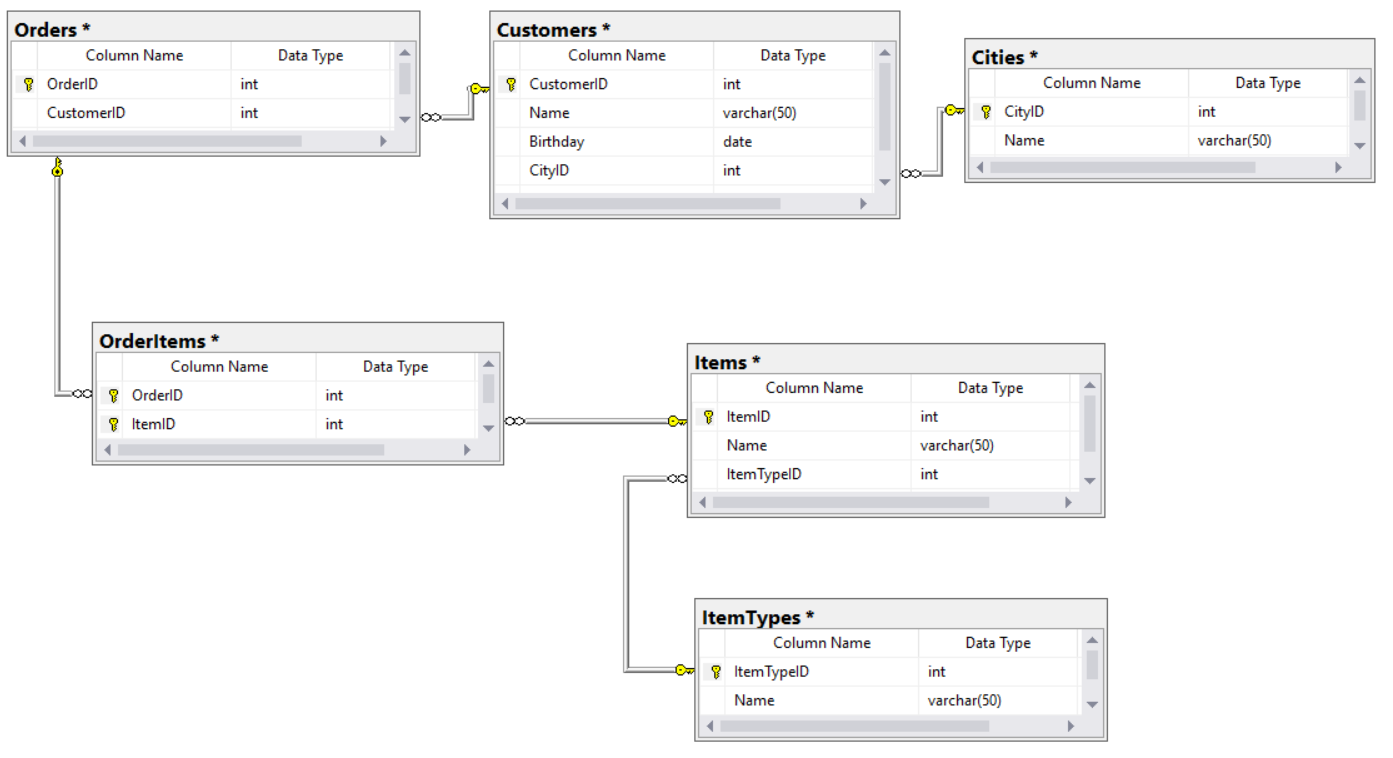 Orders *
Column Name Data Type
OrderID int
CustomerID int
Customers *
Column Name Data Type
CustomerID int
Name varchar(50)
Birthday date
CityID int
Cities *
Column Name Data Type
CityID int
Name varchar(50)
OrderItems *
Column Name Data Type
OrderID int
ItemID int
Items *
Column Name Data Type
ItemID int
Name varchar(50)
ItemTypeID int
ItemTypes *
Column Name Data Type
ItemTypeID int
Name varchar(50)